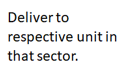 Deliver to
respective unit in
that sector.